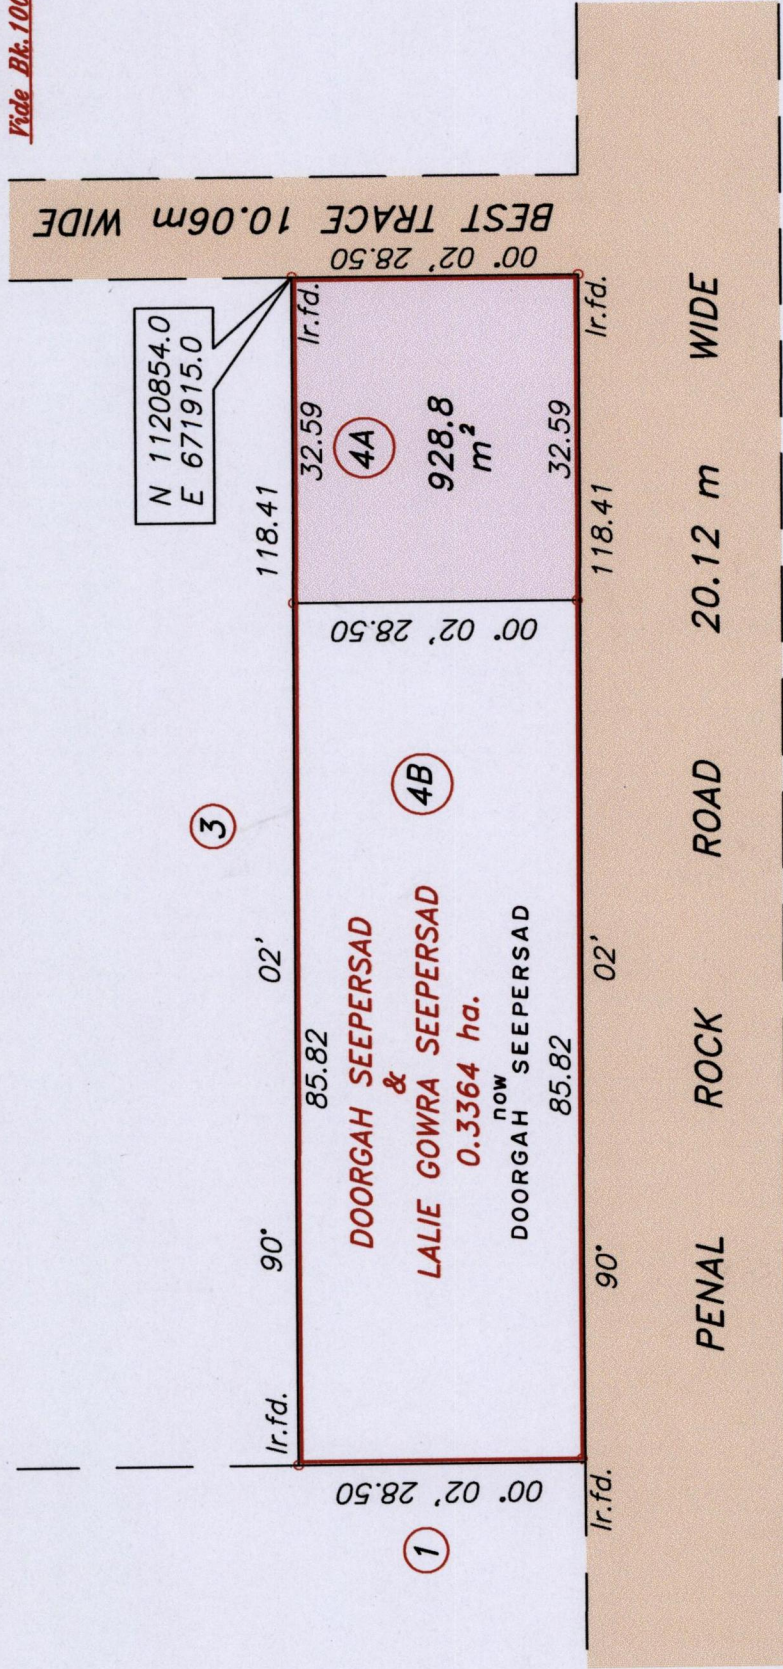 Vide Bk.100
BEST TRACE 10.06m WIDE
N 1120854.0
E 671915.0
00° 02' 28.50
Ir.fd.
Ir.fd.
118.41
32.59
4A
928.8
m²
32.59
118.41
00° 02' 28.50
3
4B
90° 02'
85.82
DOORGAH SEEPERSAD
&
LALIE GOWRA SEEPERSAD
0.3364 ha.
now
DOORGAH SEEPERSAD
85.82
90° 02'
Ir.fd.
Ir.fd.
00° 02' 28.50
1
PENAL ROCK ROAD 20.12 m WIDE